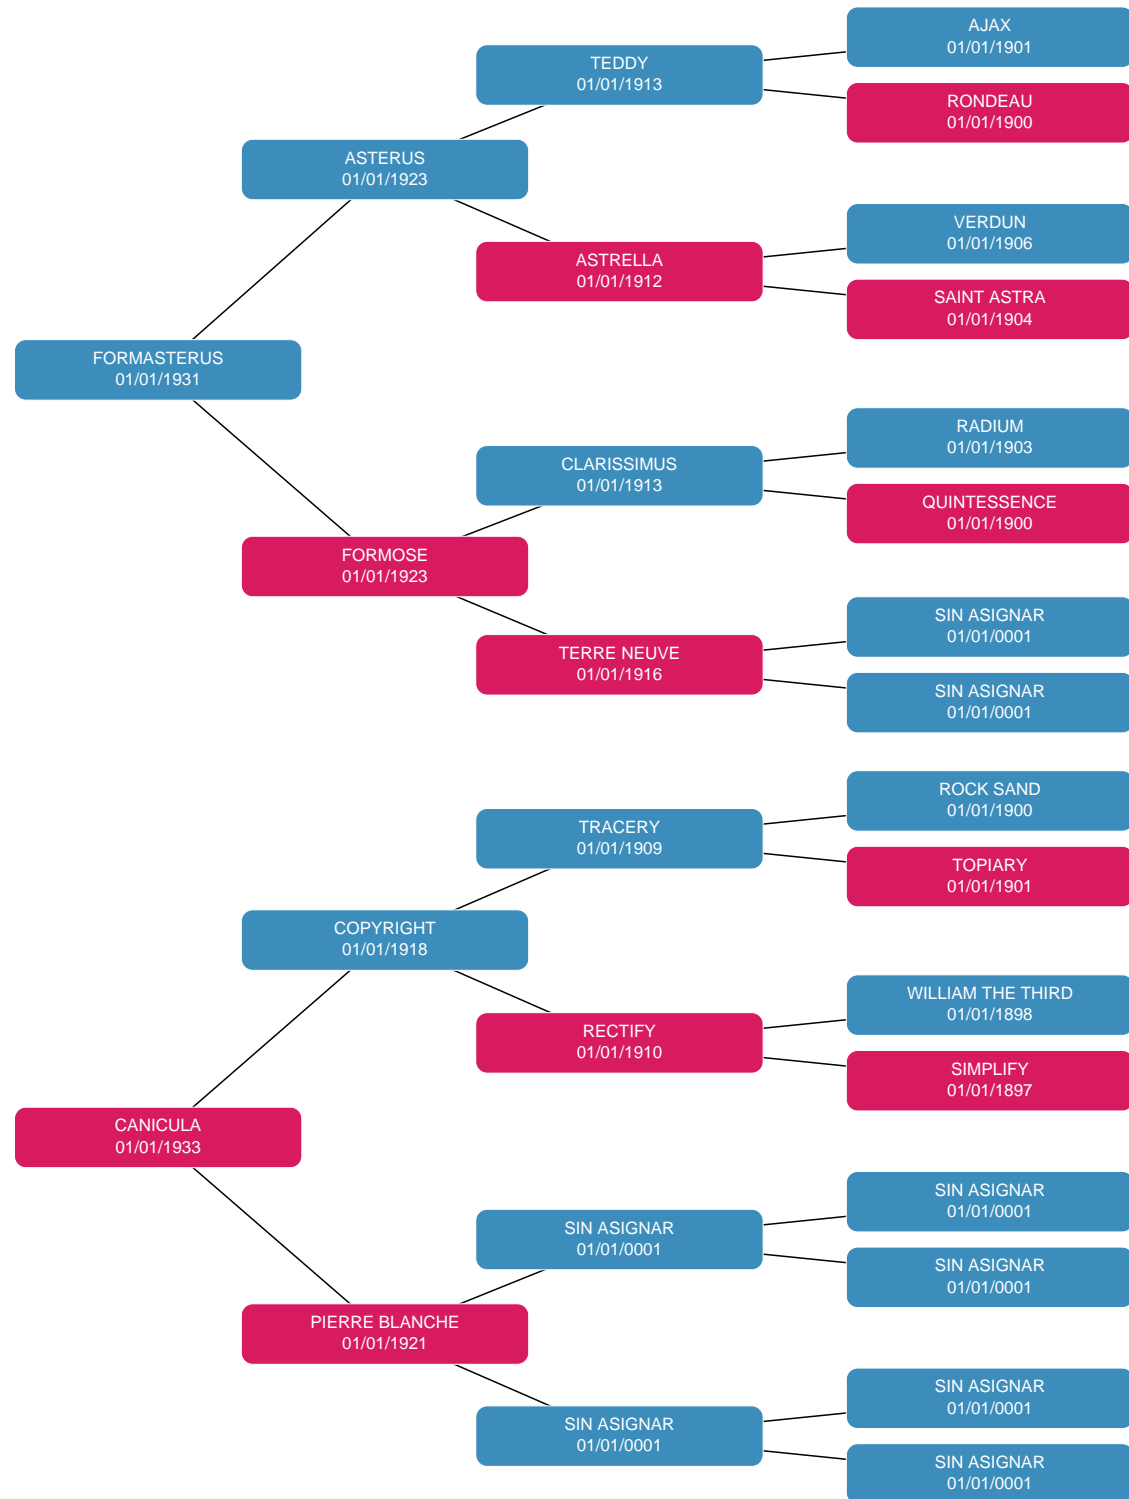 AJAX
01/01/1901
TEDDY
01/01/1913
RONDEAU
01/01/1900
ASTERUS
01/01/1923
VERDUN
01/01/1906
ASTRELLA
01/01/1912
SAINT ASTRA
01/01/1904
FORMASTERUS
01/01/1931
RADIUM
01/01/1903
CLARISSIMUS
01/01/1913
QUINTESSENCE
01/01/1900
FORMOSE
01/01/1923
SIN ASIGNAR
01/01/0001
TERRE NEUVE
01/01/1916
SIN ASIGNAR
01/01/0001
ROCK SAND
01/01/1900
TRACERY
01/01/1909
TOPIARY
01/01/1901
COPYRIGHT
01/01/1918
WILLIAM THE THIRD
01/01/1898
RECTIFY
01/01/1910
SIMPLIFY
01/01/1897
CANICULA
01/01/1933
SIN ASIGNAR
01/01/0001
SIN ASIGNAR
01/01/0001
SIN ASIGNAR
01/01/0001
PIERRE BLANCHE
01/01/1921
SIN ASIGNAR
01/01/0001
SIN ASIGNAR
01/01/0001
SIN ASIGNAR
01/01/0001